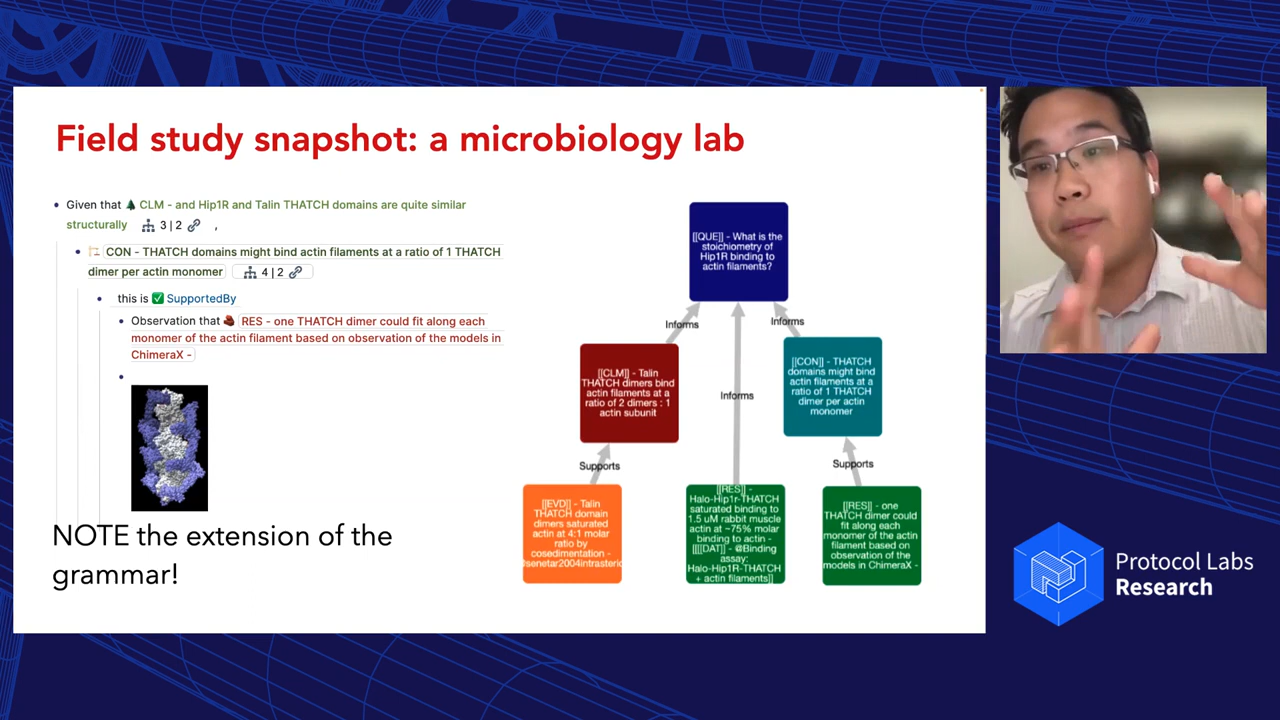 Field study snapshot: a microbiology lab
Given that 🌲 CLM - and Hip1R and Talin THATCH domains are quite similar
structurally 3 | 2 ,
CON - THATCH domains might bind actin filaments at a ratio of 1 THATCH
dimer per actin monomer 4 | 2
this is ✅ SupportedBy
Observation that RES - one THATCH dimer could fit along each
monomer of the actin filament based on observation of the models in
ChimeraX -
NOTE the extension of the
grammar!
[[QUE]] - What is the
stoichiometry of
Hip1R binding to
actin filaments?
Informs
Informs
Informs
[[CLM]] - Talin
THATCH dimers bind
actin filaments at a
ratio of 2 dimers : 1
actin subunit
[[CON]] - THATCH
domains might bind
actin filaments at a
ratio of 1 THATCH
dimer per actin
monomer
Supports
Supports
[[EVD]] - Talin
THATCH domain
dimers saturated
actin at 4:1 molar
ratio by
cosedimentation -
[[RES]] -
Halo-Hip1r-THATCH
saturated binding to
1.5 uM rabbit muscle
actin at ~75% molar
binding to actin -
[[[[DAT]] - @Binding
assay:
Halo-Hip1R-THATCH
+ actin filaments]]
[[RES]] - one
THATCH dimer could
fit along each
monomer of the actin
filament based on
observation of the
models in ChimeraX -
Protocol Labs
Research